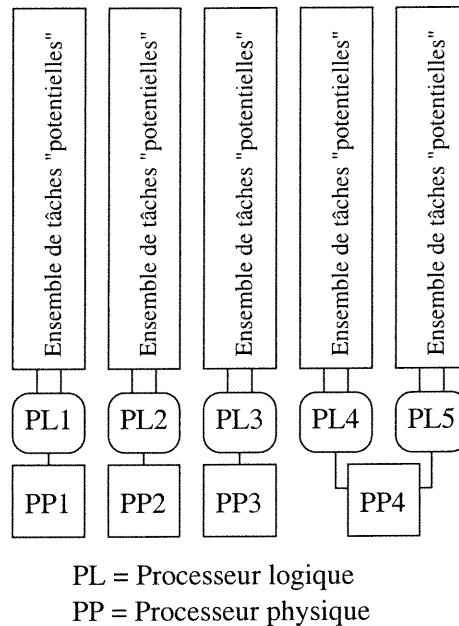 Ensemble de tâches "potentielles"
Ensemble de tâches "potentielles"
Ensemble de tâches "potentielles"
Ensemble de tâches "potentielles"
Ensemble de tâches "potentielles"
PL1
PL2
PL3
PL4
PL5
PP1
PP2
PP3
PP4
PL = Processeur logique
PP = Processeur physique